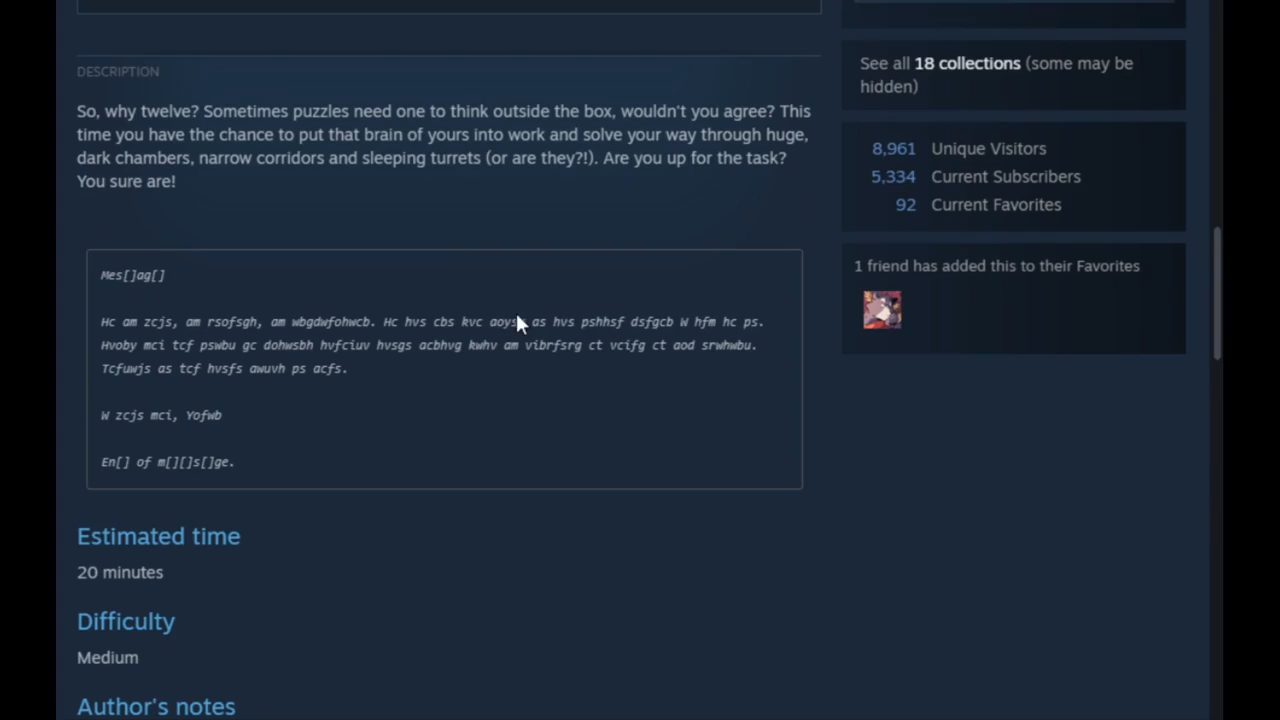 DESCRIPTION
So, why twelve? Sometimes puzzles need one to think outside the box, wouldn't you agree? This
time you have the chance to put that brain of yours into work and solve your way through huge,
dark chambers, narrow corridors and sleeping turrets (or are they?!). Are you up for the task?
You sure are!
Mes[]ag[]
Hc am zcjs, am rsofsgh, am wbgdwfohwcb. Hc hvs cbs kvc aoys as hvs pshhsf dsfgcb W hfm hc ps.
Hvoby mci tcf pswbu gc dohwsbh hvfciuv hvsgs acbhvg kwhv am vibrfsrg ct vcifg ct aod srwhwbu.
Tcfuwjs as tcf hvsfs awuvh ps acfs.
W zcjs mci, Yofwb
En[] of m[][]s[]ge.
Estimated time
20 minutes
Difficulty
Medium
Author's notes
See all 18 collections (some may be
hidden)
8,961 Unique Visitors
5,334 Current Subscribers
92 Current Favorites
1 friend has added this to their Favorites